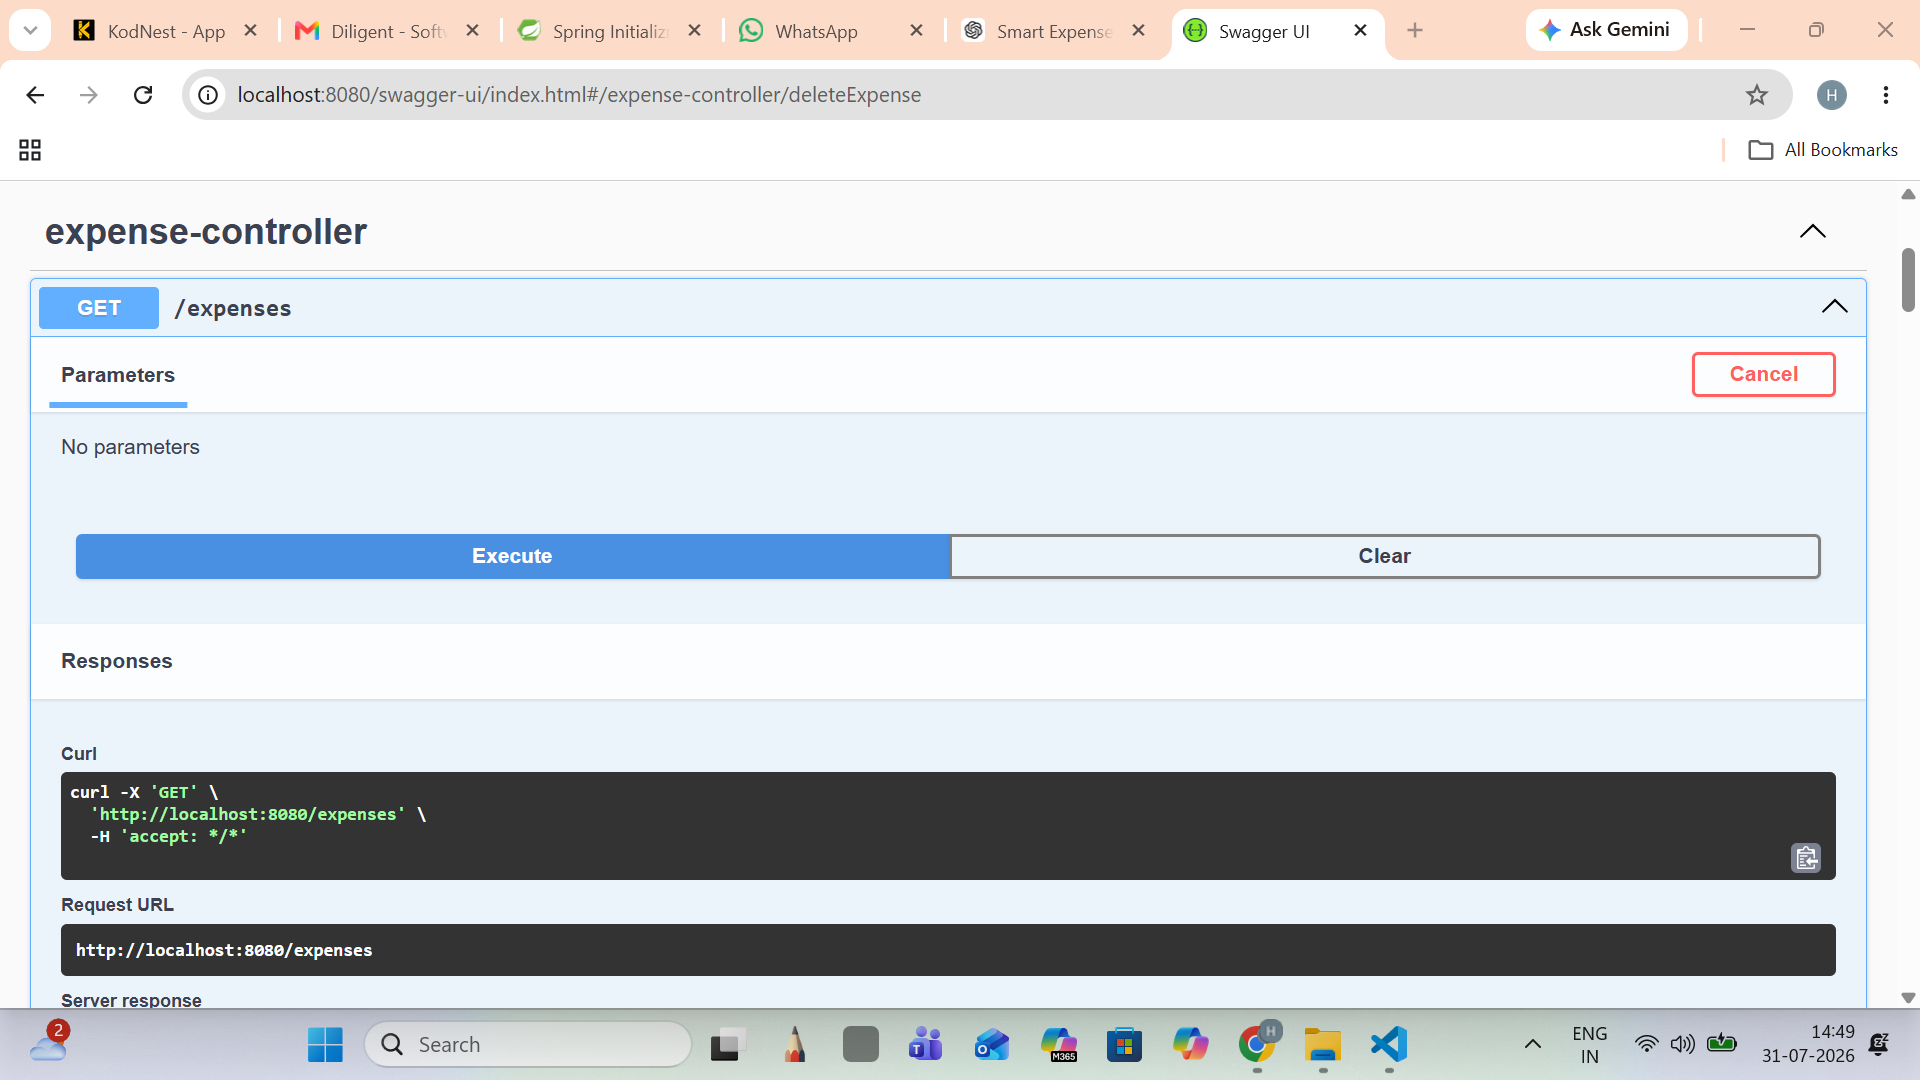 KodNest - App
Diligent - Softw
Spring Initializ
WhatsApp
Smart Expense
Swagger UI
Ask Gemini
localhost:8080/swagger-ui/index.html#/expense-controller/deleteExpense
H
All Bookmarks
expense-controller
GET /expenses
Parameters
Cancel
No parameters
Execute
Clear
Responses
Curl
curl -X 'GET' \
'http://localhost:8080/expenses' \
-H 'accept: */*'
Request URL
http://localhost:8080/expenses
Server response
2
Search
M365
H
ENG
IN
14:49
31-07-2026